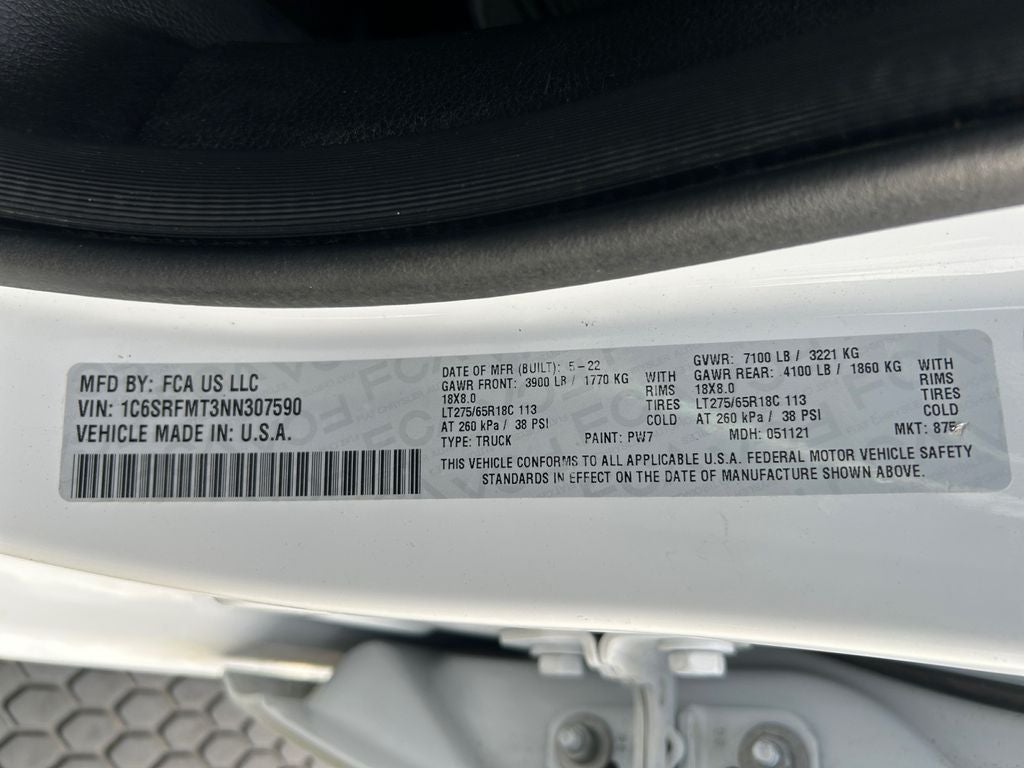 MFD BY: FCA US LLC
VIN: 1C6SRFMT3NN307590
VEHICLE MADE IN: U.S.A.
DATE OF MFR (BUILT): 5-22
GAWR FRONT: 3900 LB / 1770 KG WITH
18X8.0 RIMS
LT275/65R18C 113 TIRES
AT 260 kPa / 38 PSI COLD
TYPE: TRUCK PAINT: PW7
GVWR: 7100 LB / 3221 KG
GAWR REAR: 4100 LB / 1860 KG WITH
18X8.0 RIMS
LT275/65R18C 113 TIRES
AT 260 kPa / 38 PSI COLD
MDH: 051121 MKT:
THIS VEHICLE CONFORMS TO ALL APPLICABLE U.S.A. FEDERAL MOTOR VEHICLE SAFETY
STANDARDS IN EFFECT ON THE DATE OF MANUFACTURE SHOWN ABOVE.